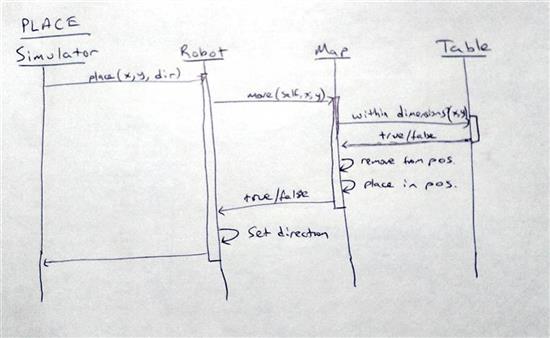 PLACE
Simulator
Robot
Map
Table
place(x,y,dir)
move(self,x,y)
within dimensions(x,y)
true/false
remove from pos.
place in pos.
true/false
Set direction